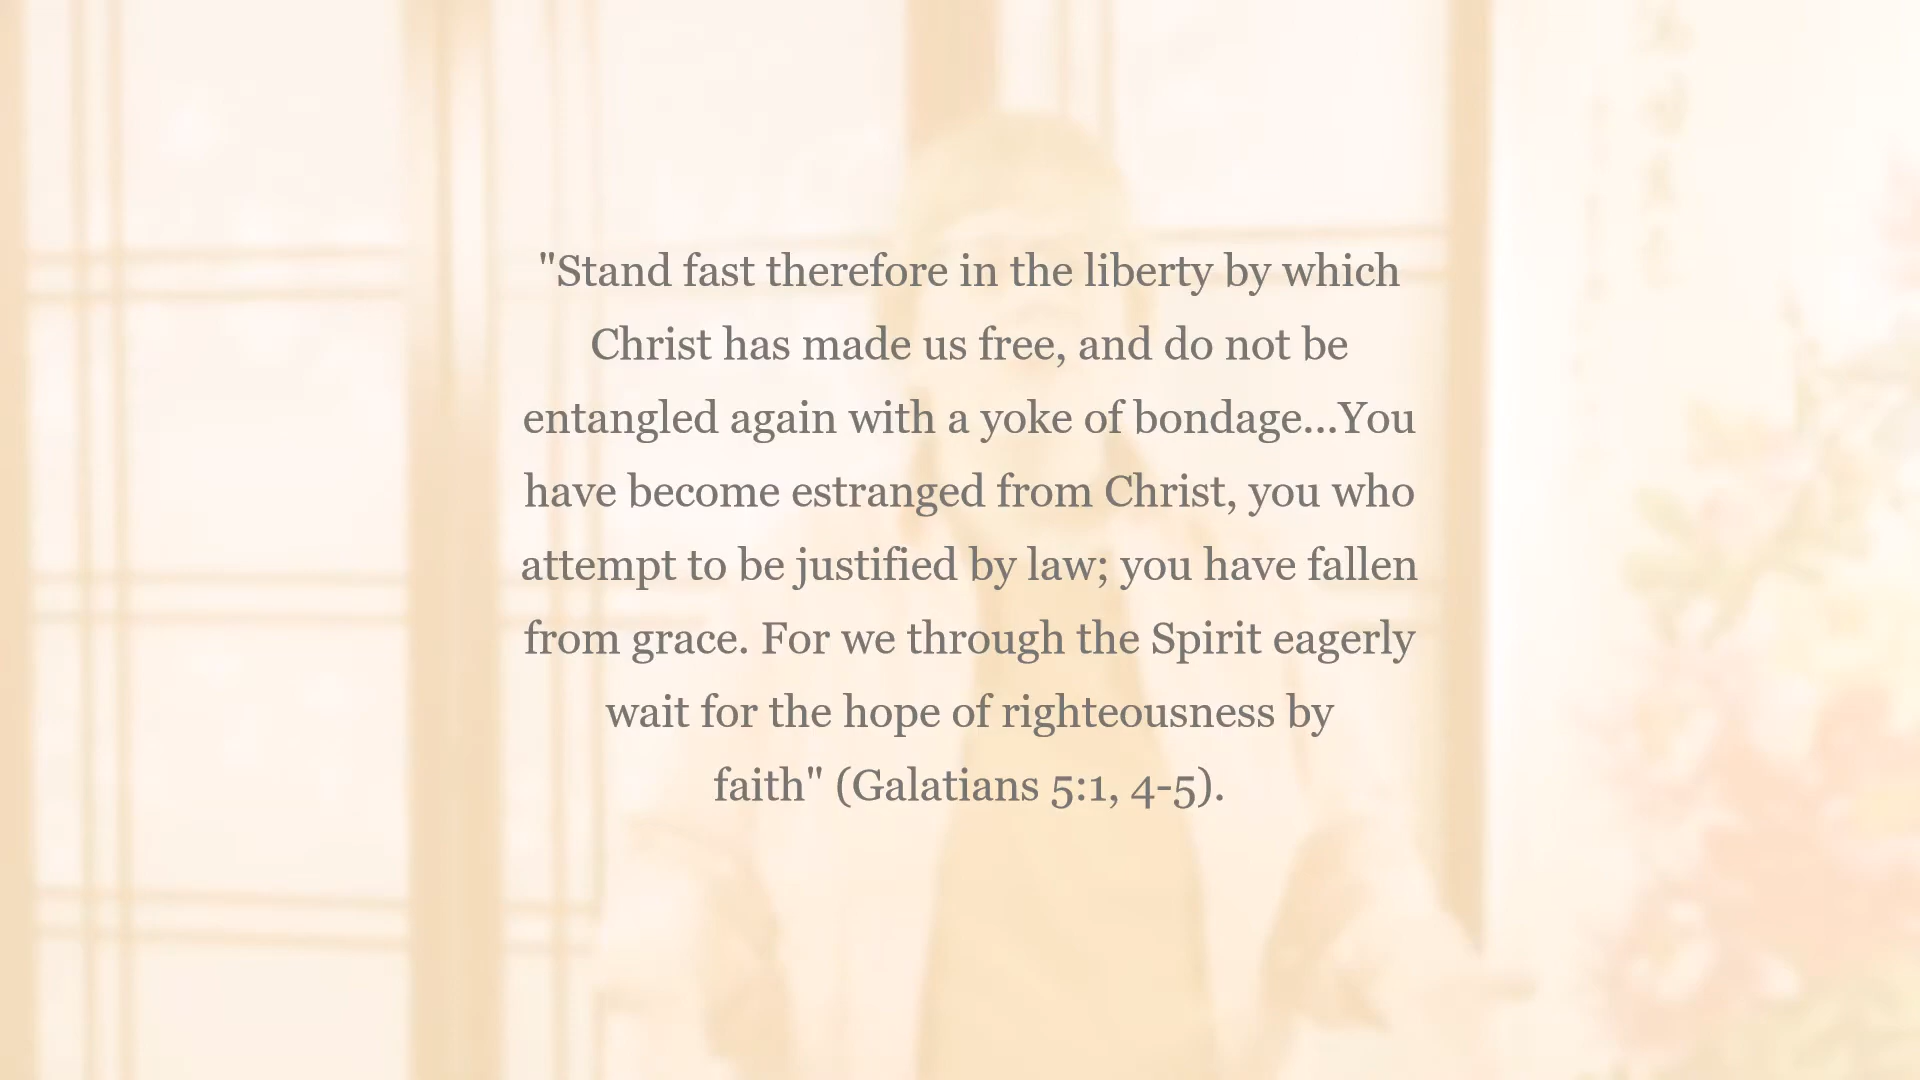 "Stand fast therefore in the liberty by which
Christ has made us free, and do not be
entangled again with a yoke of bondage...You
have become estranged from Christ, you who
attempt to be justified by law; you have fallen
from grace. For we through the Spirit eagerly
wait for the hope of righteousness by
faith" (Galatians 5:1, 4-5).